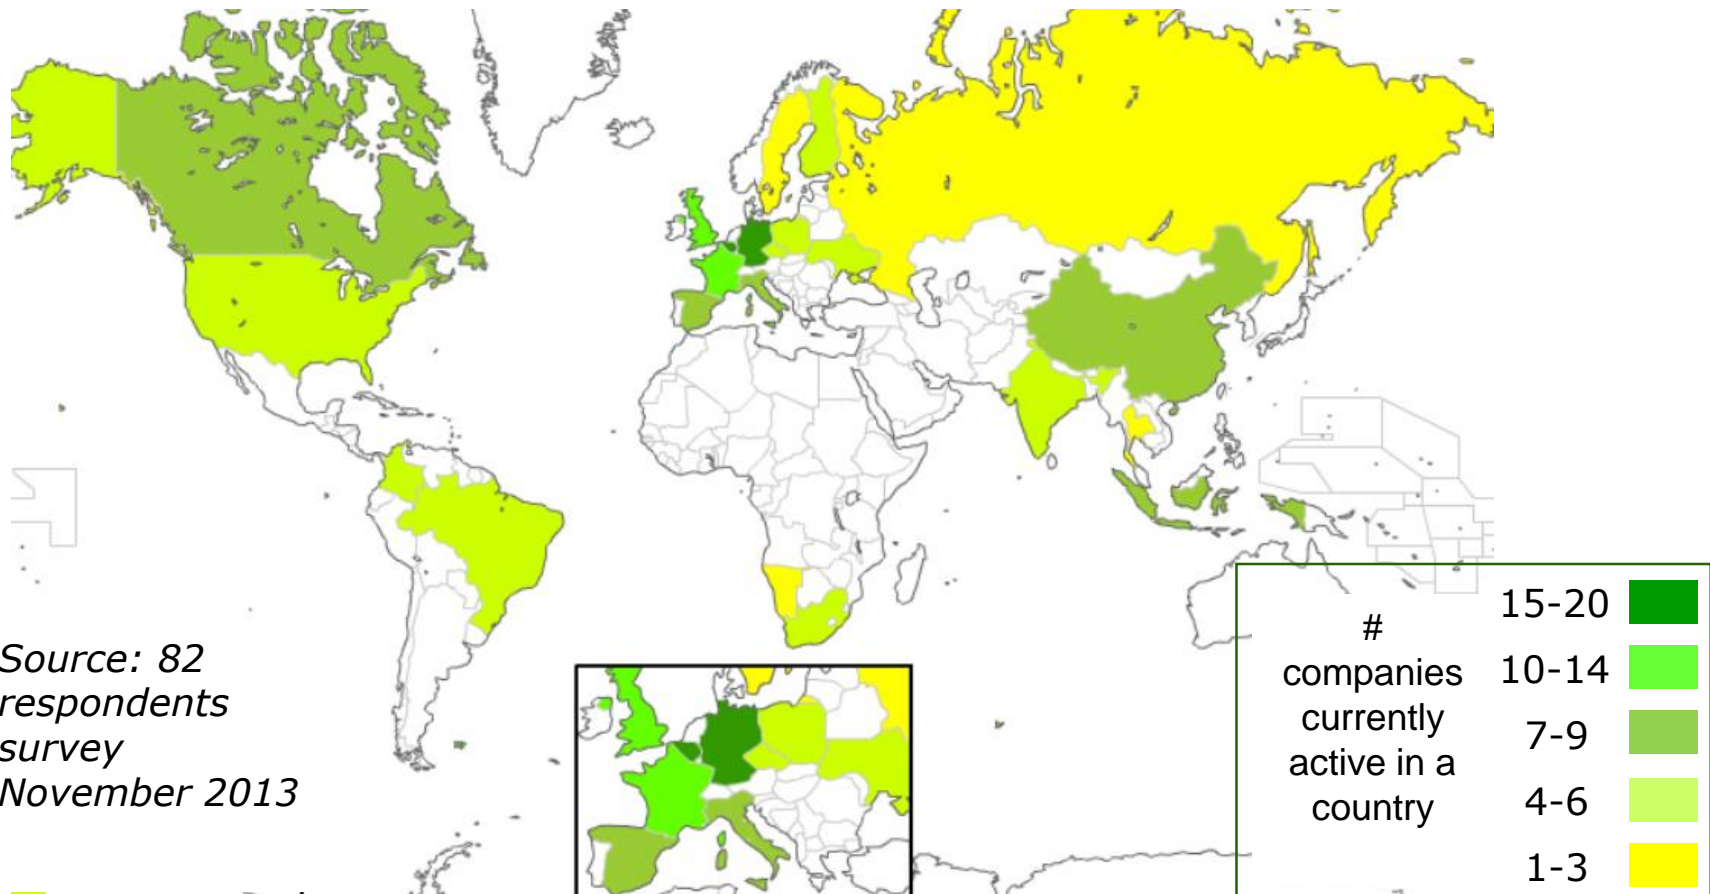 Source: 82
respondents
survey
November 2013
#
companies
currently
active in a
country
15-20
10-14
7-9
4-6
1-3